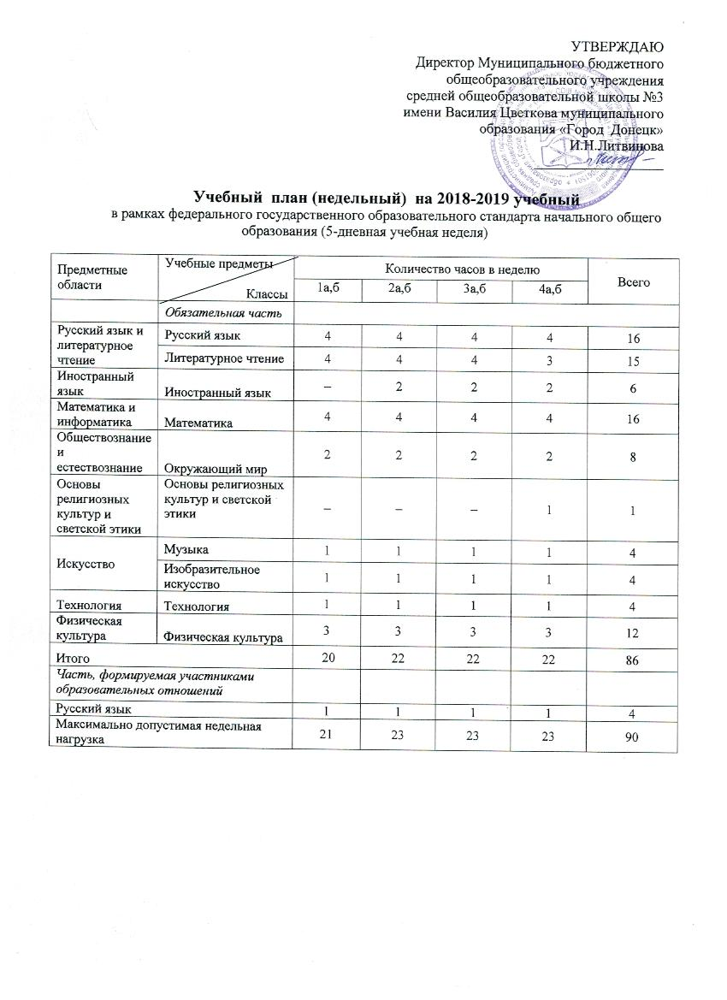 УТВЕРЖДАЮ
Директор Муниципального бюджетного
общеобразовательного учреждения
средней общеобразовательной школы №3
имени Василия Цветкова муниципального
образования «Город  Донецк»
И.Н.Литвинова
Учебный  план (недельный)  на 2018-2019 учебный
в рамках федерального государственного образовательного стандарта начального общего
образования (5-дневная учебная неделя)
Предметные области | Учебные предметы Классы | Количество часов в неделю | Всего
1а,б | 2а,б | 3а,б | 4а,б
Обязательная часть
Русский язык и литературное чтение | Русский язык | 4 | 4 | 4 | 4 | 16
Литературное чтение | 4 | 4 | 4 | 3 | 15
Иностранный язык | Иностранный язык | – | 2 | 2 | 2 | 6
Математика и информатика | Математика | 4 | 4 | 4 | 4 | 16
Обществознание и естествознание | Окружающий мир | 2 | 2 | 2 | 2 | 8
Основы религиозных культур и светской этики | Основы религиозных культур и светской этики | – | – | – | 1 | 1
Искусство | Музыка | 1 | 1 | 1 | 1 | 4
Изобразительное искусство | 1 | 1 | 1 | 1 | 4
Технология | Технология | 1 | 1 | 1 | 1 | 4
Физическая культура | Физическая культура | 3 | 3 | 3 | 3 | 12
Итого | 20 | 22 | 22 | 22 | 86
Часть, формируемая участниками образовательных отношений
Русский язык | 1 | 1 | 1 | 1 | 4
Максимально допустимая недельная нагрузка | 21 | 23 | 23 | 23 | 90